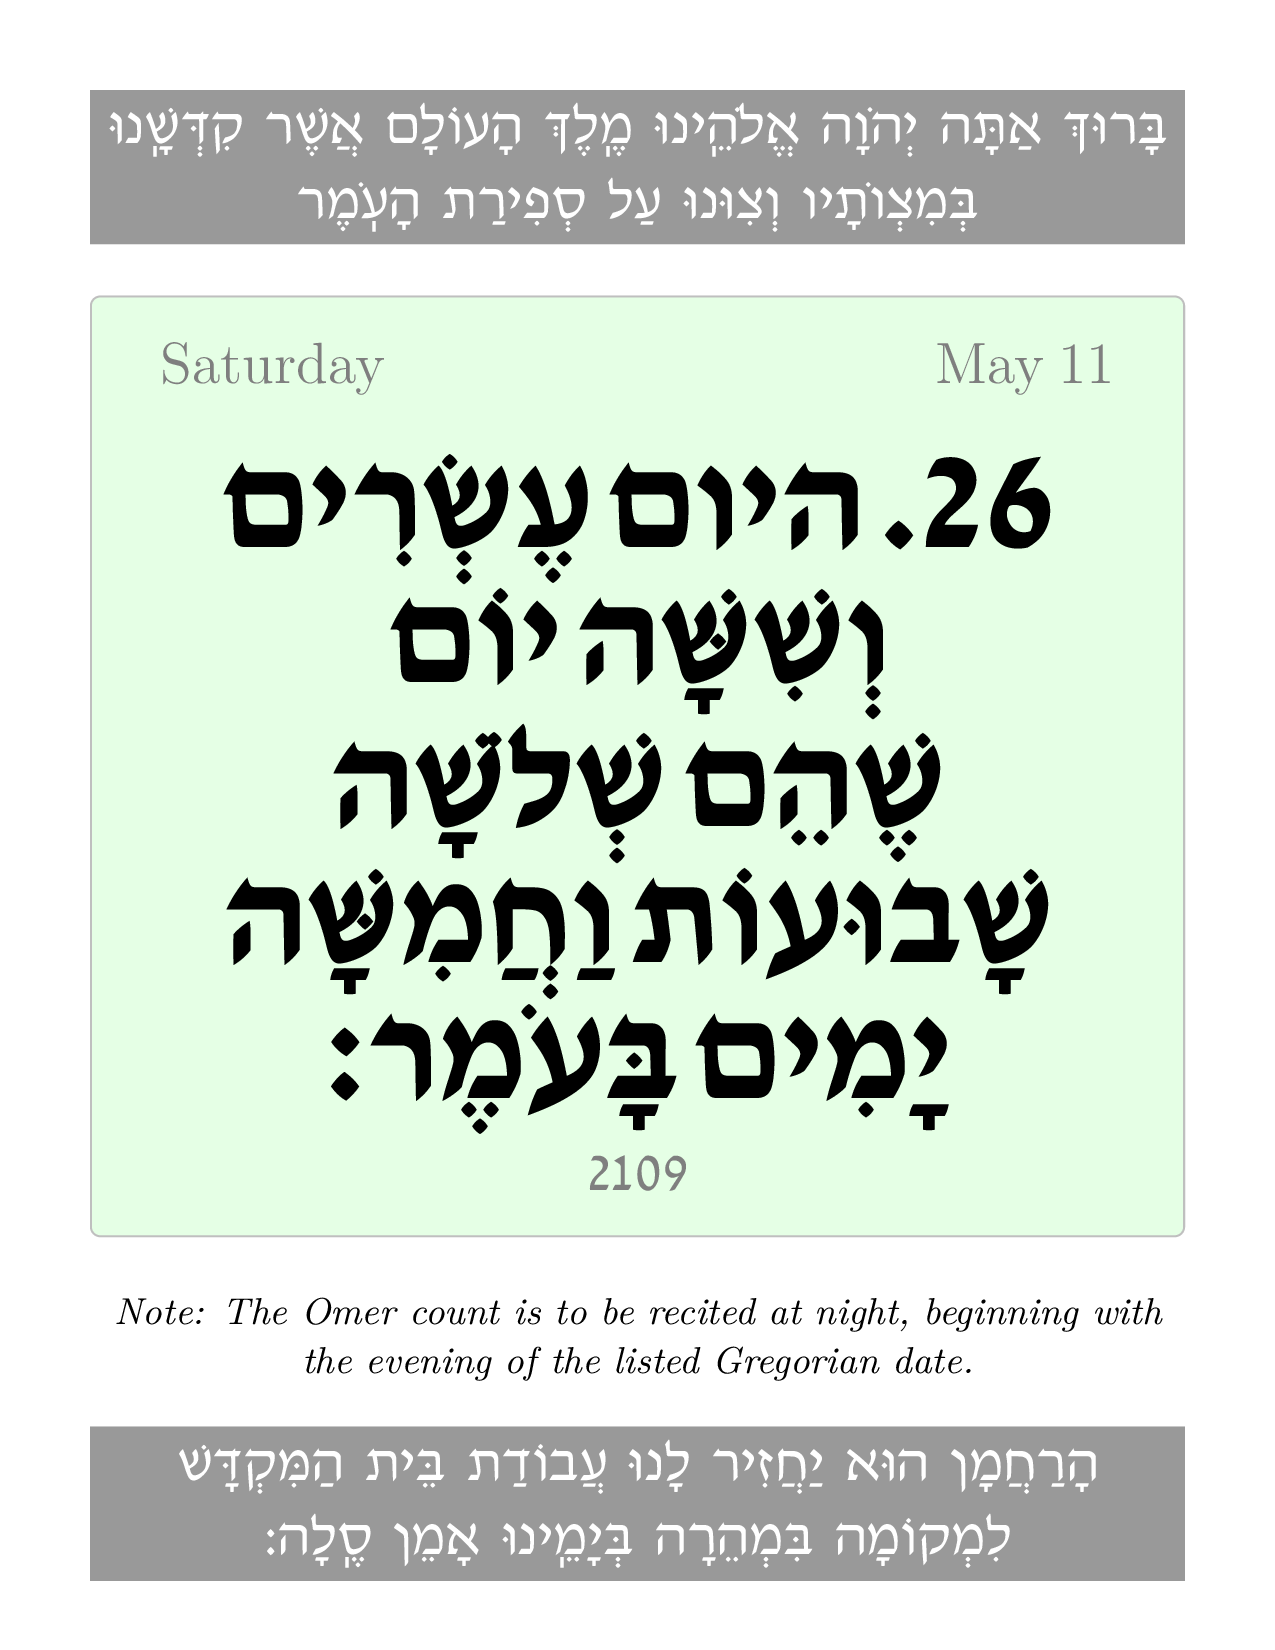 בָּרוּךְ אַתָּה יְהֹוָה אֱלֹהֵֽינוּ מֶֽלֶךְ הָעוֹלָם אֲשֶׁר קִדְּשָֽׁנוּ
בְּמִצְוֹתָיו וְצִוּנוּ עַל סְפִירַת הָעֹֽמֶר
Saturday May 11
26. היום עֶשְׂרִים
וְשִׁשָּׁה יוֹם
שֶׁהֵם שְׁלֹשָׁה
שָׁבוּעוֹת וַחֲמִשָּׁה
יָמִים בָּעֹמֶר:
2109
Note: The Omer count is to be recited at night, beginning with
the evening of the listed Gregorian date.
הָרַחֲמָן הוּא יַחֲזִיר לָנוּ עֲבוֹדַת בֵּית הַמִּקְדָּשׁ
לִמְקוֹמָהּ בִּמְהֵרָה בְּיָמֵֽינוּ אָמֵן סֶֽלָה: